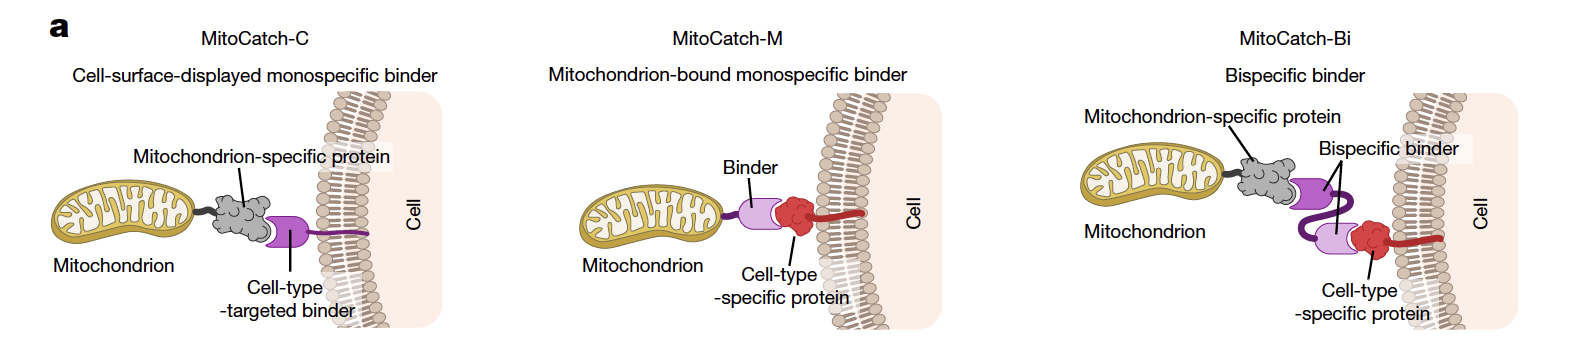 a
MitoCatch-C
Cell-surface-displayed monospecific binder
Mitochondrion-specific protein
Cell
Mitochondrion
Cell-type
-targeted binder
MitoCatch-M
Mitochondrion-bound monospecific binder
Binder
Cell
Mitochondrion
Cell-type
-specific protein
MitoCatch-Bi
Bispecific binder
Mitochondrion-specific protein
Bispecific binder
Cell
Mitochondrion
Cell-type
-specific protein